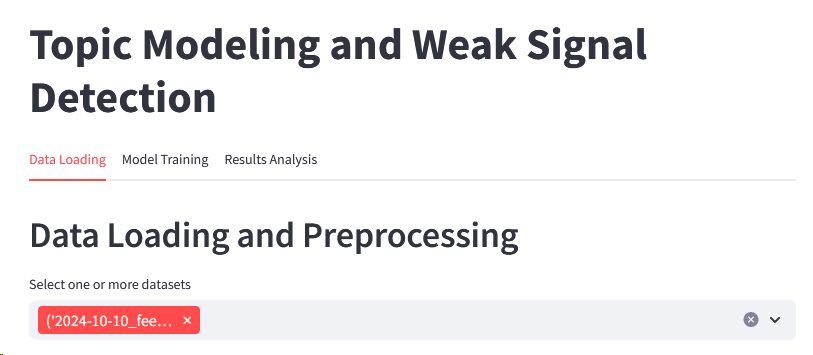 Topic Modeling and Weak Signal
Detection
Data Loading Model Training Results Analysis
Data Loading and Preprocessing
Select one or more datasets
('2024-10-10_fee… ×